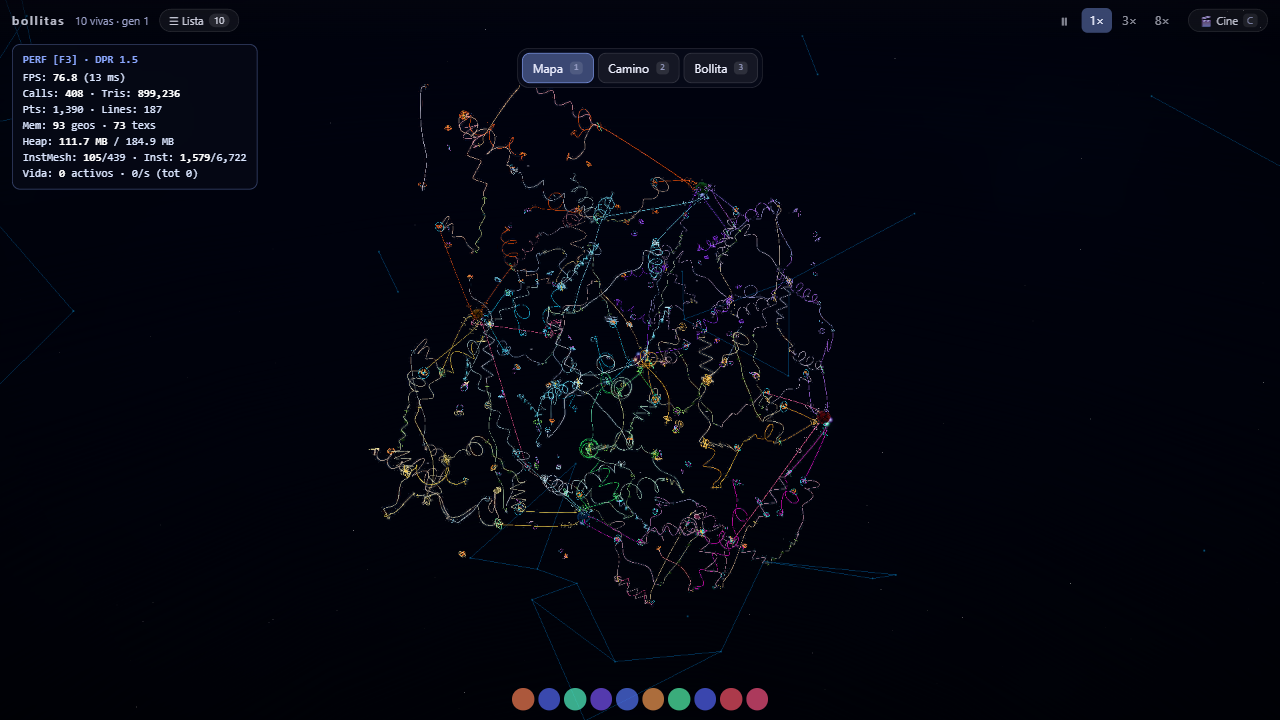 bollitas 10 vivas · gen 1 ☰ Lista 10
1× 3× 8× Cine C
PERF [F3] · DPR 1.5
FPS: 76.8 (13 ms)
Calls: 408 · Tris: 899,236
Pts: 1,390 · Lines: 187
Mem: 93 geos · 73 texs
Heap: 111.7 MB / 184.9 MB
InstMesh: 105/439 · Inst: 1,579/6,722
Vida: 0 activos · 0/s (tot 0)
Mapa 1 Camino 2 Bollita 3